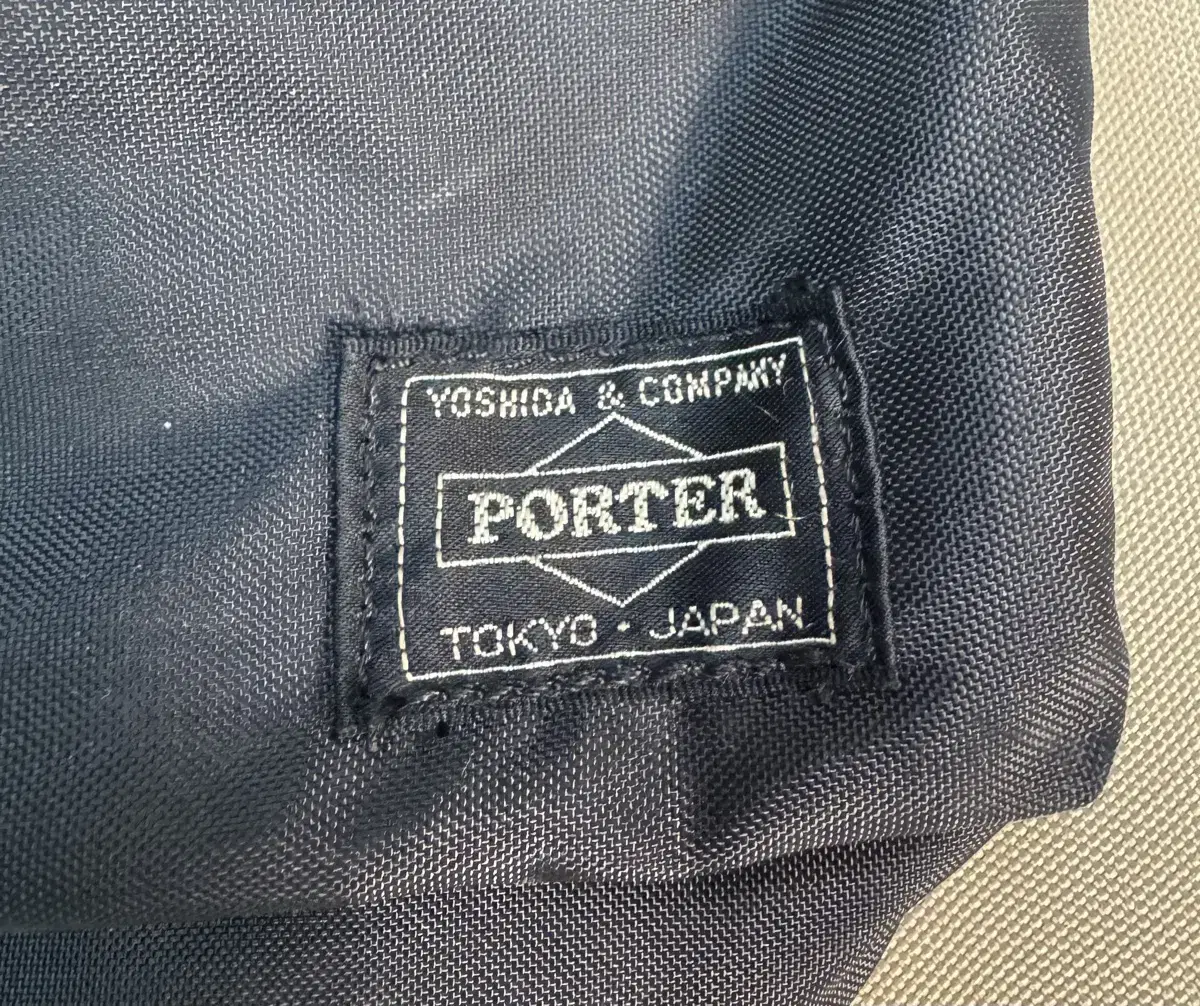 YOSHIDA & COMPANY
PORTER
TOKYO · JAPAN